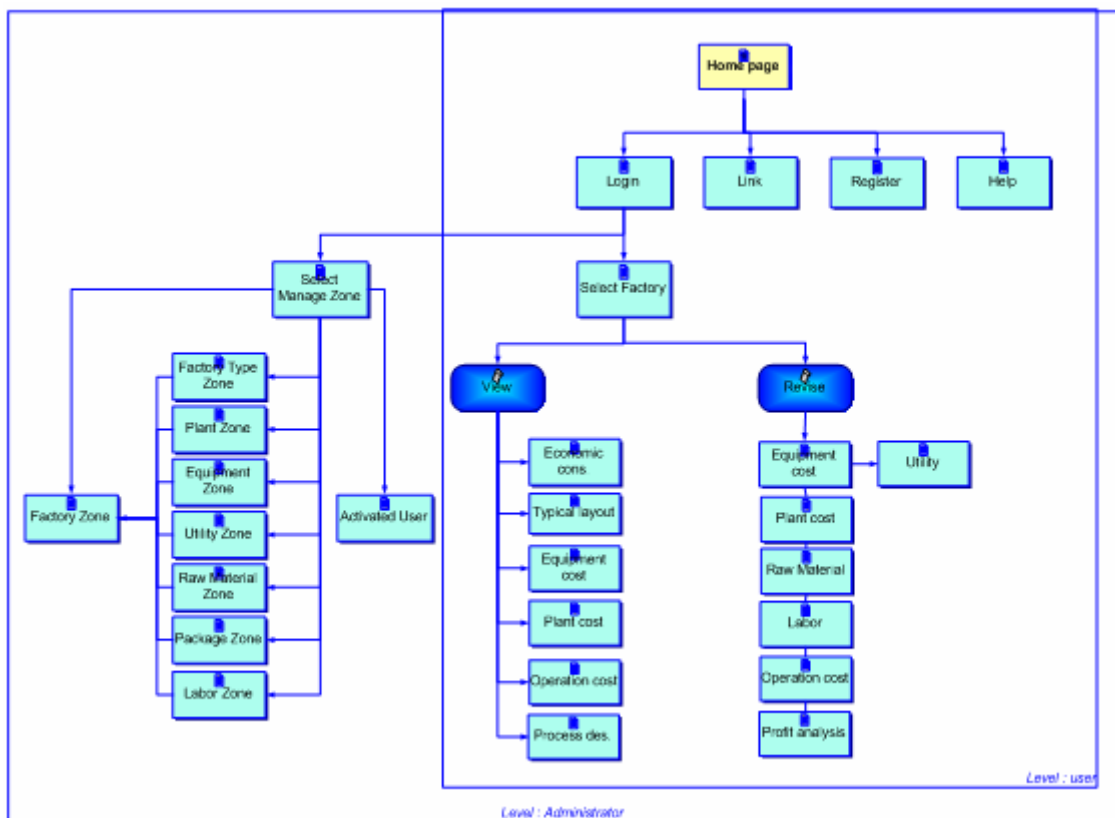 Home page
Login
Link
Register
Help
Select
Manage Zone
Select Factory
Factory Type
Zone
View
Revise
Plant Zone
Economic
cons.
Equipment
cost
Utility
Equipment
Zone
Factory Zone
Activated User
Typical layout
Plant cost
Utility Zone
Equipment
cost
Raw Material
Raw Material
Zone
Plant cost
Labor
Package Zone
Operation cost
Operation cost
Labor Zone
Process des.
Profit analysis
Level : user
Level : Administrator